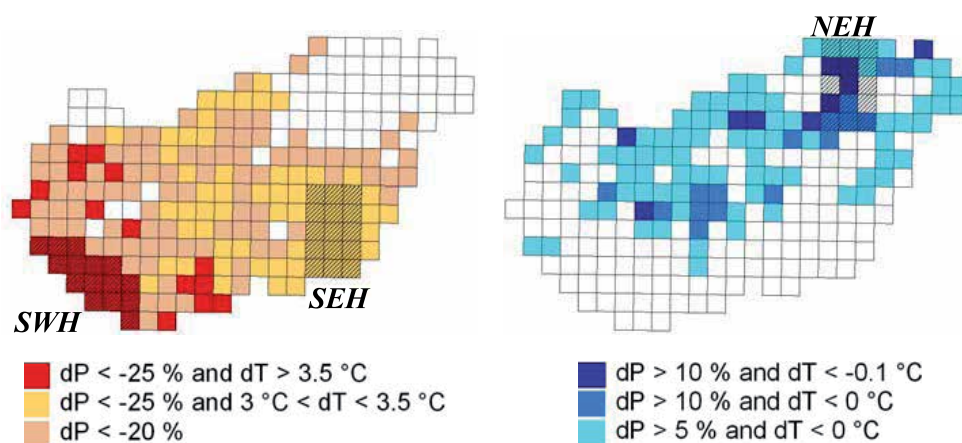 NEH
SWH
SEH
dP < -25 % and dT > 3.5 °C
dP < -25 % and 3 °C < dT < 3.5 °C
dP < -20 %
dP > 10 % and dT < -0.1 °C
dP > 10 % and dT < 0 °C
dP > 5 % and dT < 0 °C